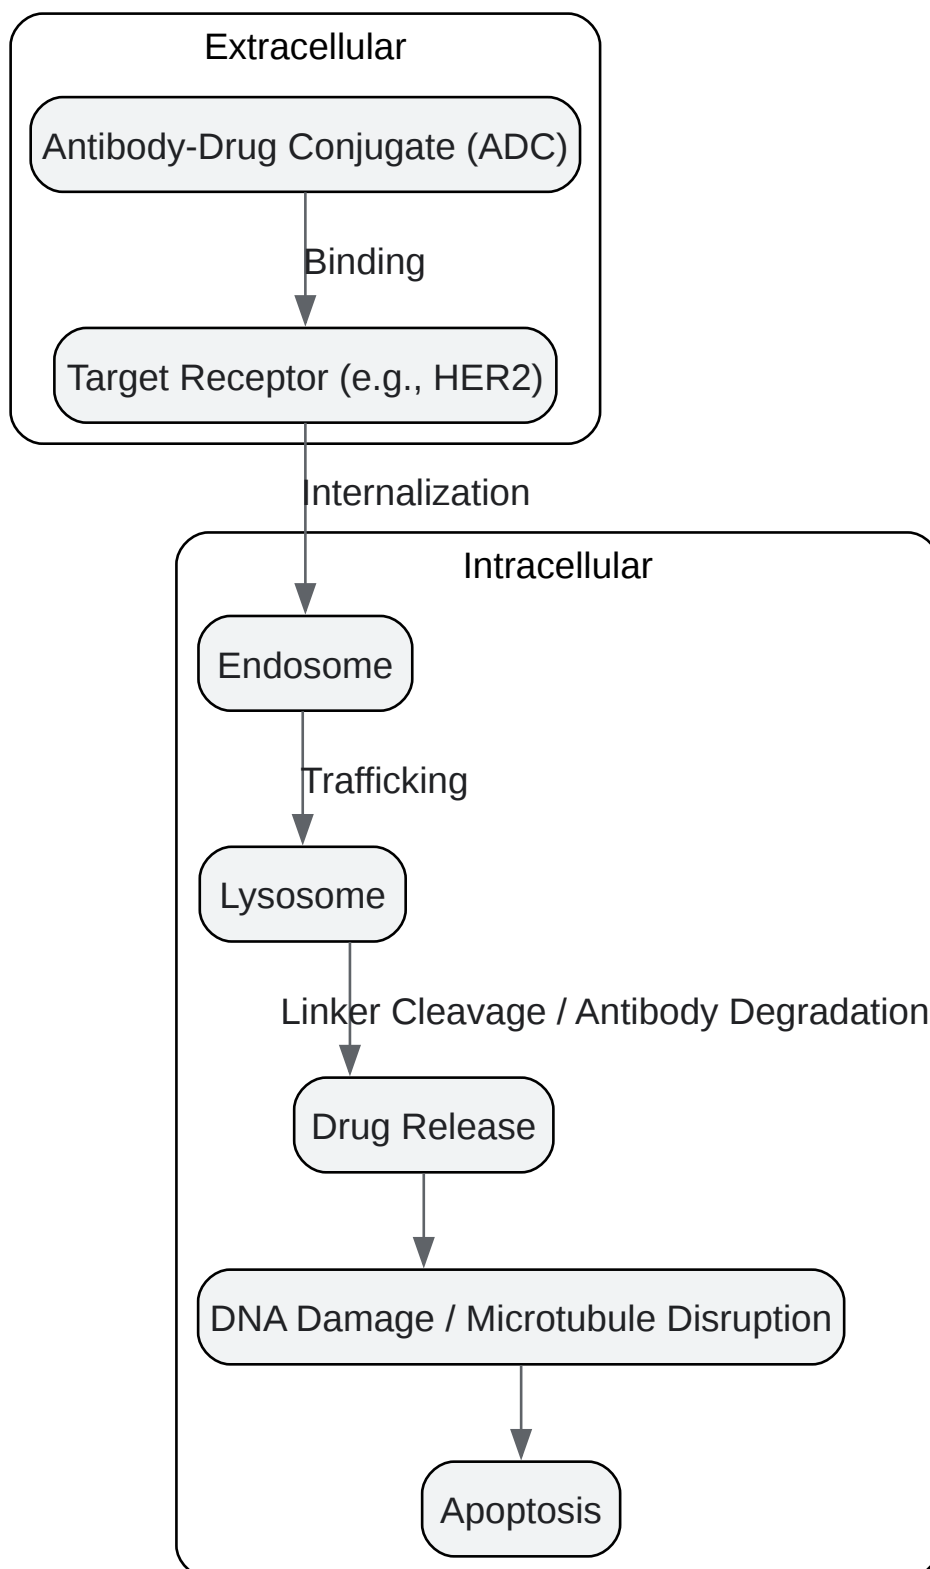 Extracellular
Antibody-Drug Conjugate (ADC)
Binding
Target Receptor (e.g., HER2)
Internalization
Intracellular
Endosome
Trafficking
Lysosome
Linker Cleavage / Antibody Degradation
Drug Release
DNA Damage / Microtubule Disruption
Apoptosis